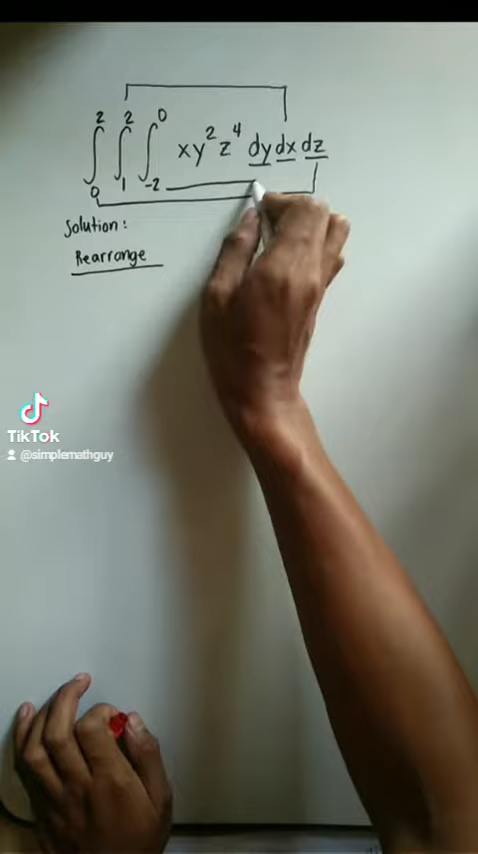 ∫₀² ∫₁² ∫₋₂⁰ xy²z⁴ dy dx dz
Solution:
Rearrange
TikTok
@simplemathguy